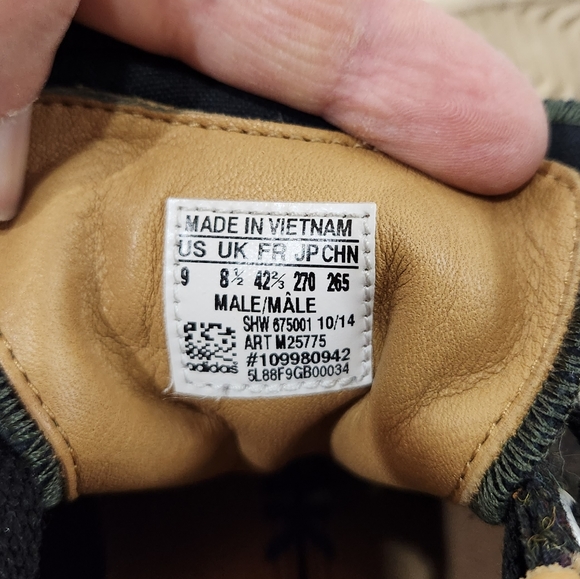 MADE IN VIETNAM
US UK FR JP CHN
9 8½ 42⅔ 270 265
MALE/MÂLE
SHW 675001 10/14
ART M25775
#109980942
adidas
5L88F9GB00034